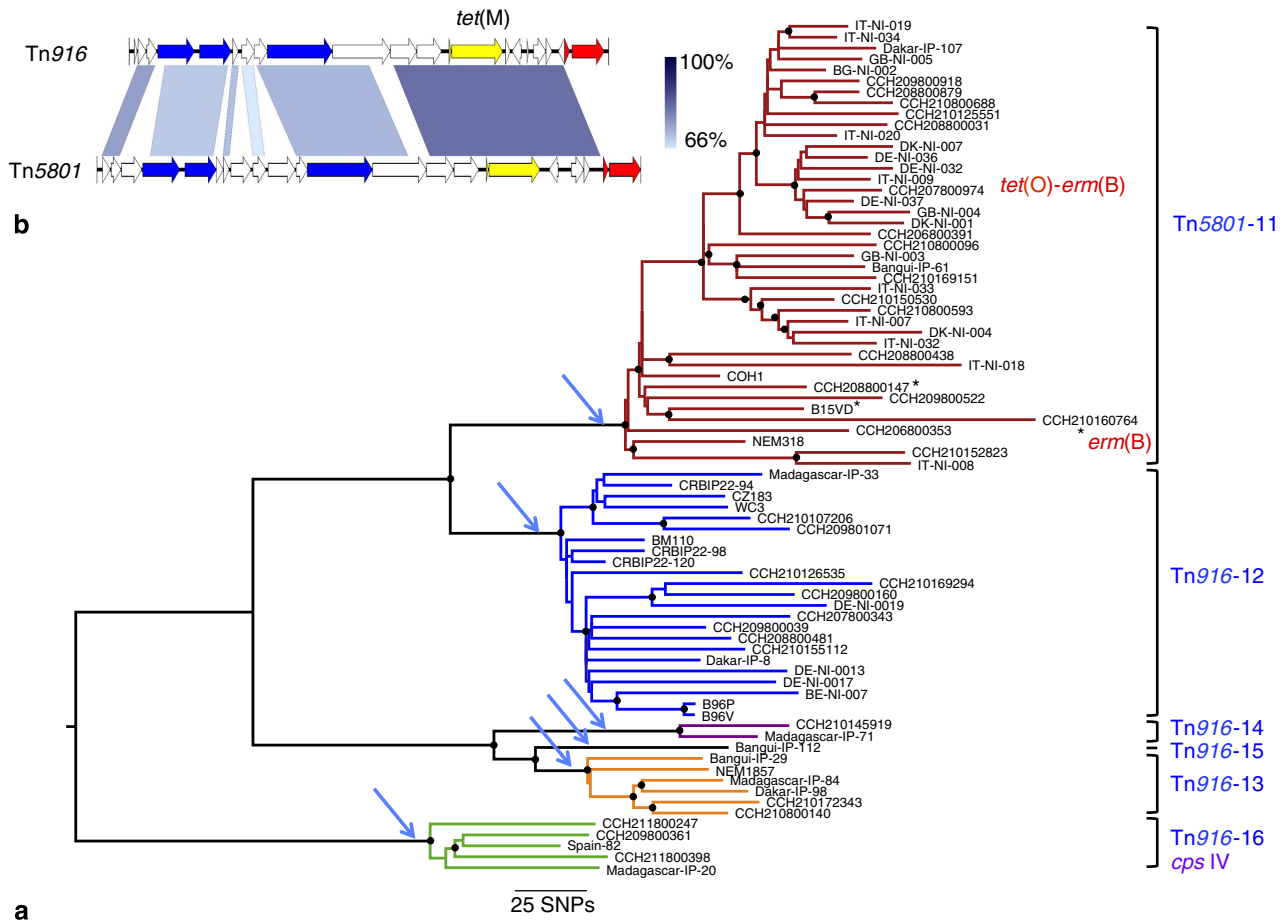 tet(M)
Tn916
100%
66%
Tn5801
b
IT-NI-019
IT-NI-034
Dakar-IP-107
GB-NI-005
BG-NI-002
CCH209800918
CCH208800879
CCH210800688
CCH210125551
CCH208800031
IT-NI-020
DK-NI-007
DE-NI-036
DE-NI-032
IT-NI-009
CCH207800974
DE-NI-037
GB-NI-004
DK-NI-001
CCH206800391
CCH210800096
GB-NI-003
Bangui-IP-61
CCH210169151
IT-NI-033
CCH210150530
CCH210800593
IT-NI-007
DK-NI-004
IT-NI-032
CCH208800438
IT-NI-018
COH1
CCH208800147 *
CCH209800522
B15VD *
CCH210160764
CCH206800353
* erm(B)
NEM318
CCH210152823
IT-NI-008
tet(O)-erm(B)
Tn5801-11
Madagascar-IP-33
CRBIP22-94
CZ183
WC3
CCH210107206
CCH209801071
BM110
CRBIP22-98
CRBIP22-120
CCH210126535
CCH210169294
CCH209800160
DE-NI-0019
CCH207800343
CCH209800039
CCH208800481
CCH210155112
Dakar-IP-8
DE-NI-0013
DE-NI-0017
BE-NI-007
B96P
B96V
Tn916-12
CCH210145919
Madagascar-IP-71
Tn916-14
Bangui-IP-112
Tn916-15
Bangui-IP-29
NEM1857
Madagascar-IP-84
Dakar-IP-98
CCH210172343
CCH210800140
Tn916-13
CCH211800247
CCH209800361
Spain-82
CCH211800398
Madagascar-IP-20
Tn916-16
cps IV
25 SNPs
a